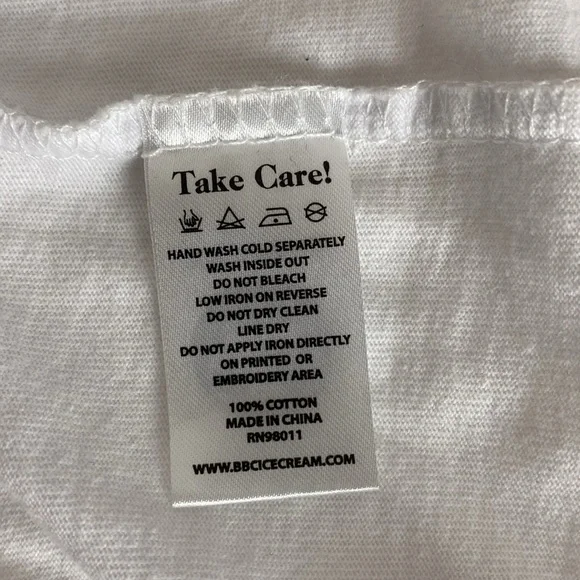 Take Care!
HAND WASH COLD SEPARATELY
WASH INSIDE OUT
DO NOT BLEACH
LOW IRON ON REVERSE
DO NOT DRY CLEAN
LINE DRY
DO NOT APPLY IRON DIRECTLY
ON PRINTED OR
EMBROIDERY AREA
100% COTTON
MADE IN CHINA
RN98011
WWW.BBCICECREAM.COM